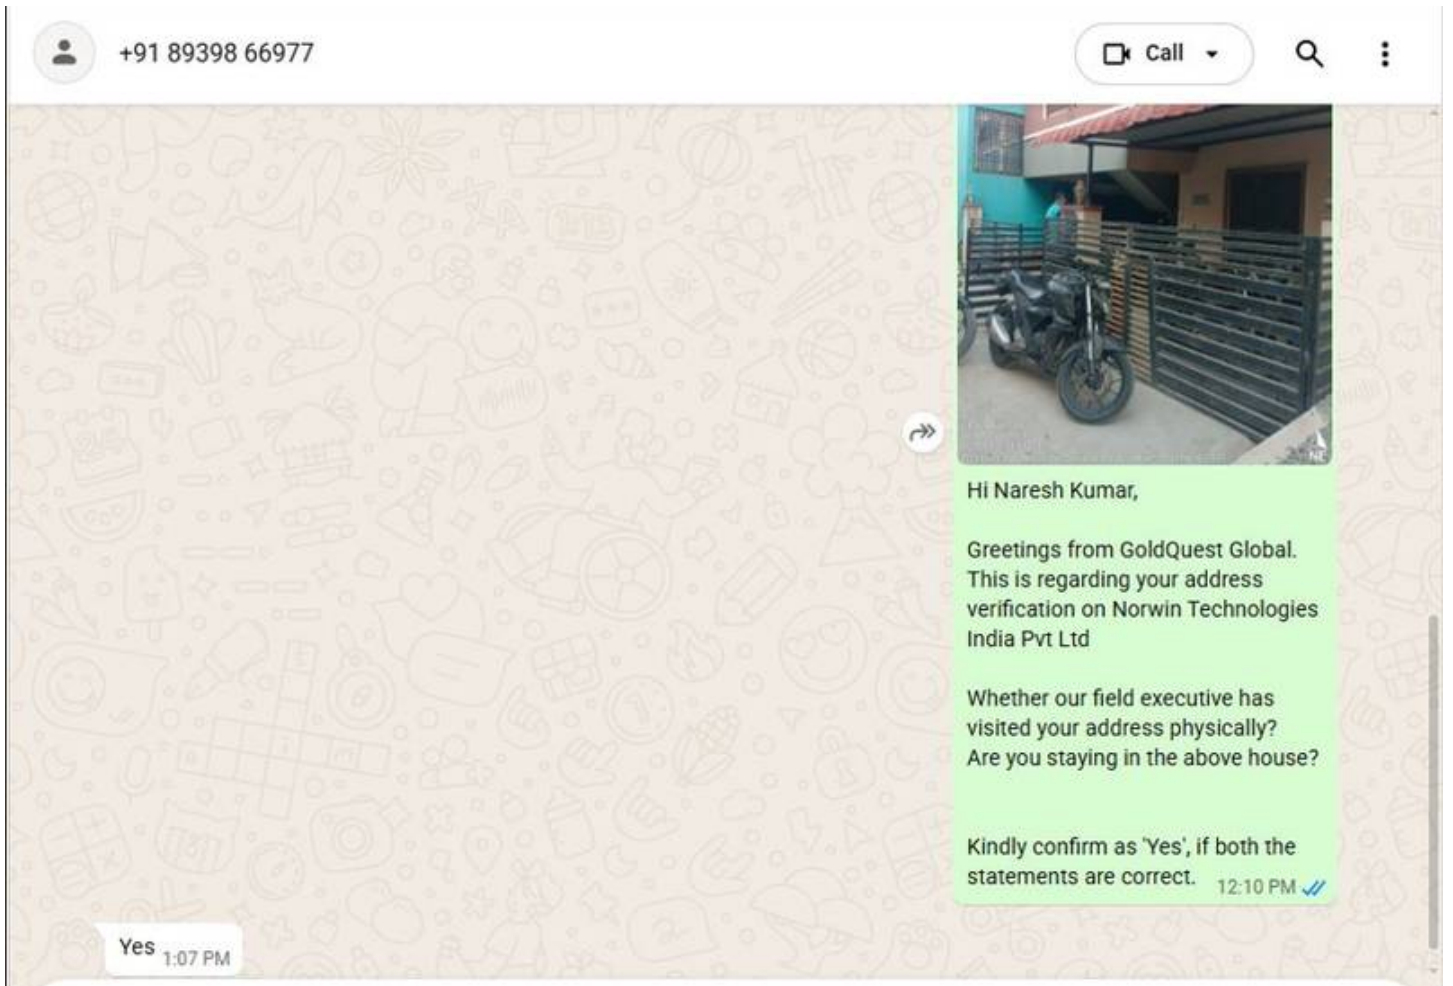 +91 89398 66977
Call
NE
Hi Naresh Kumar,
Greetings from GoldQuest Global.
This is regarding your address
verification on Norwin Technologies
India Pvt Ltd
Whether our field executive has
visited your address physically?
Are you staying in the above house?
Kindly confirm as 'Yes', if both the
statements are correct. 12:10 PM
Yes 1:07 PM